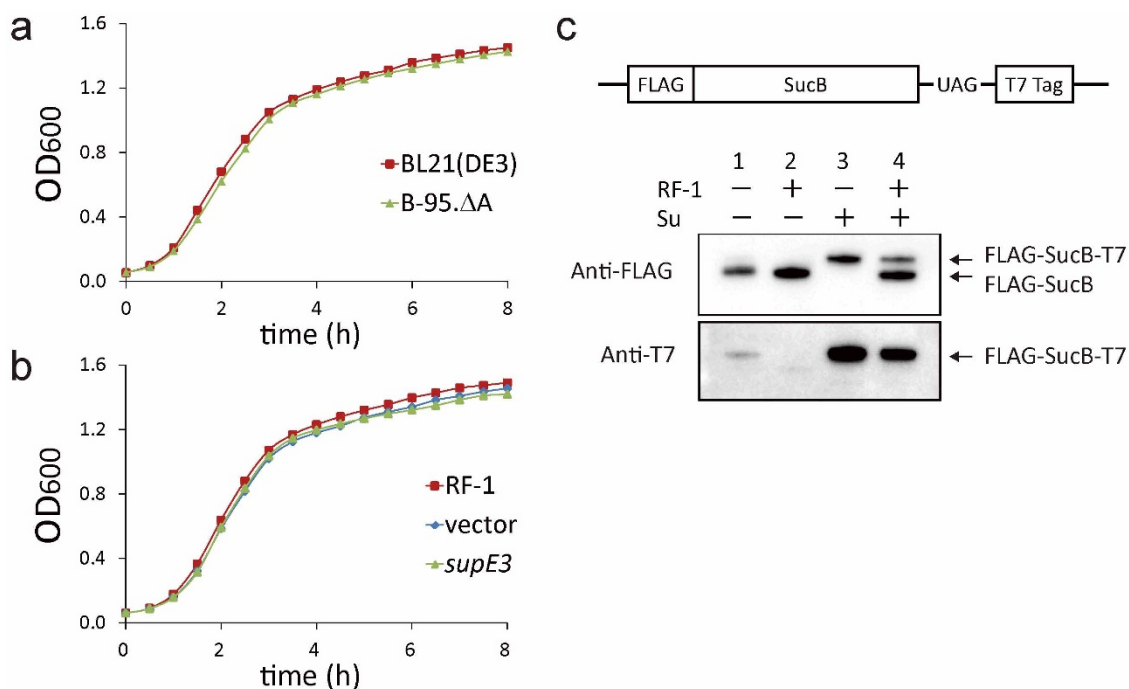 a
1.6
1.2
0.8
0.4
0.0
OD600
0 2 4 6 8
time (h)
BL21(DE3)
B-95.ΔA
b
1.6
1.2
0.8
0.4
0.0
OD600
0 2 4 6 8
time (h)
RF-1
vector
supE3
c
FLAG SucB UAG T7 Tag
1 2 3 4
RF-1 — + — +
Su — — + +
Anti-FLAG
FLAG-SucB-T7
FLAG-SucB
Anti-T7
FLAG-SucB-T7